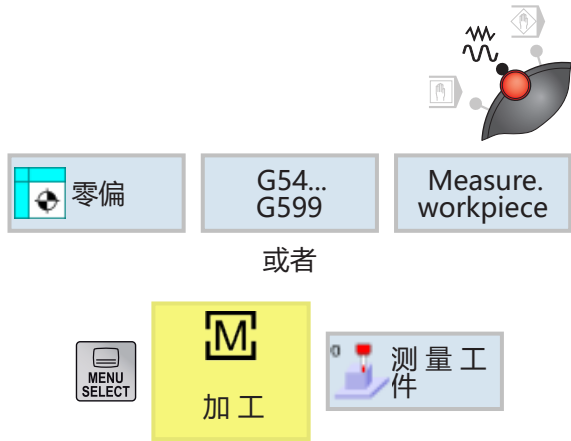 零偏
G54...
G599
Measure.
workpiece
或者
MENU
SELECT
M
加 工
测 量 工
件